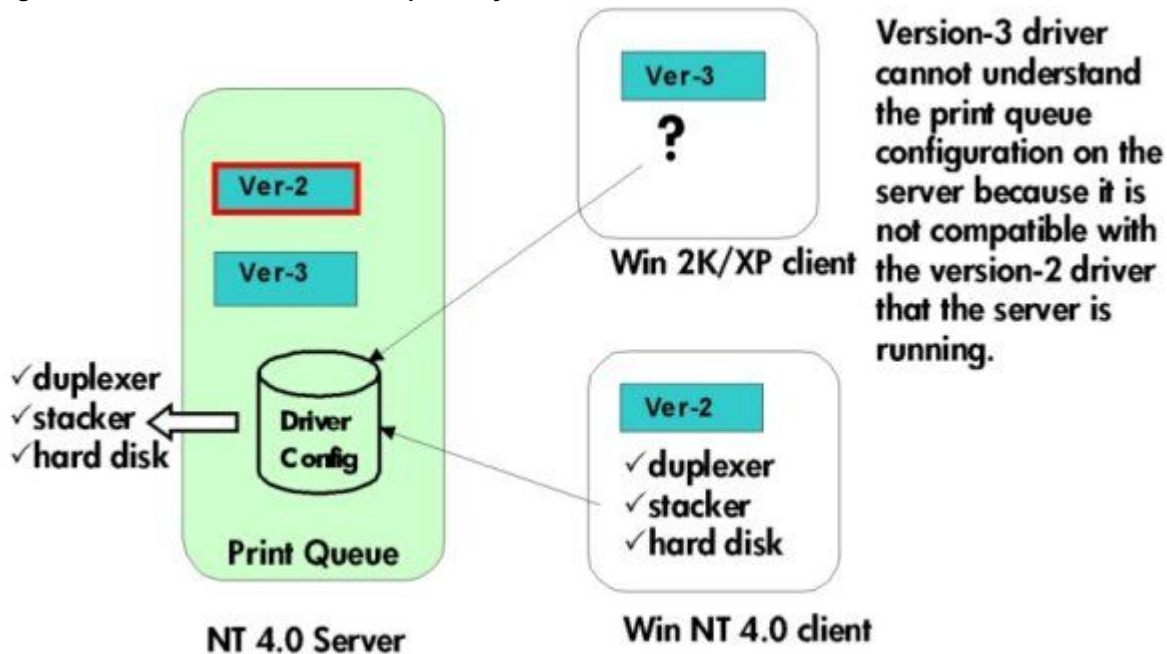 Ver-2
Ver-3
✓duplexer
✓stacker
✓hard disk
Driver
Config
Print Queue
NT 4.0 Server
Ver-3
?
Win 2K/XP client
Ver-2
✓duplexer
✓stacker
✓hard disk
Win NT 4.0 client
Version-3 driver
cannot understand
the print queue
configuration on the
server because it is
not compatible with
the version-2 driver
that the server is
running.